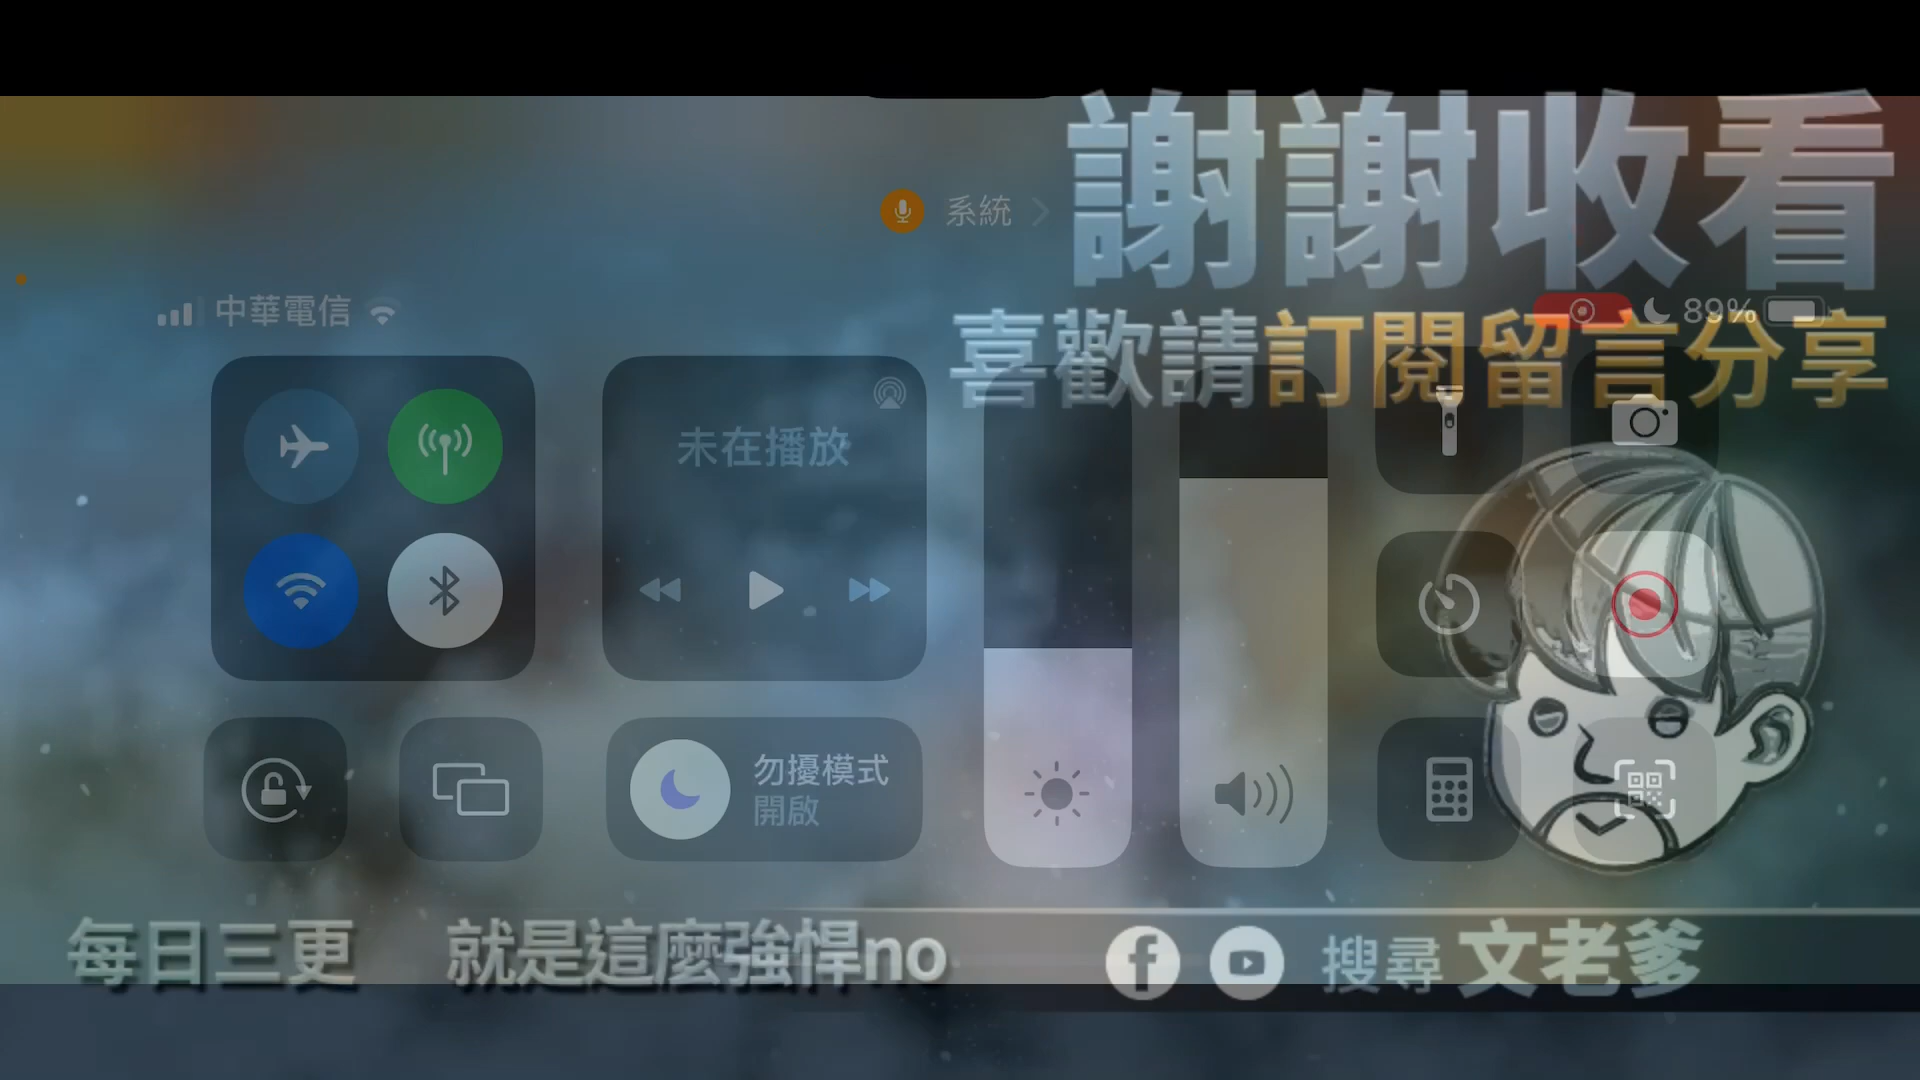 謝謝收看
系統
中華電信
89%
喜歡請訂閱留言分享
未在播放
勿擾模式
開啟
每日三更 就是這麼強悍no
搜尋 文老爹